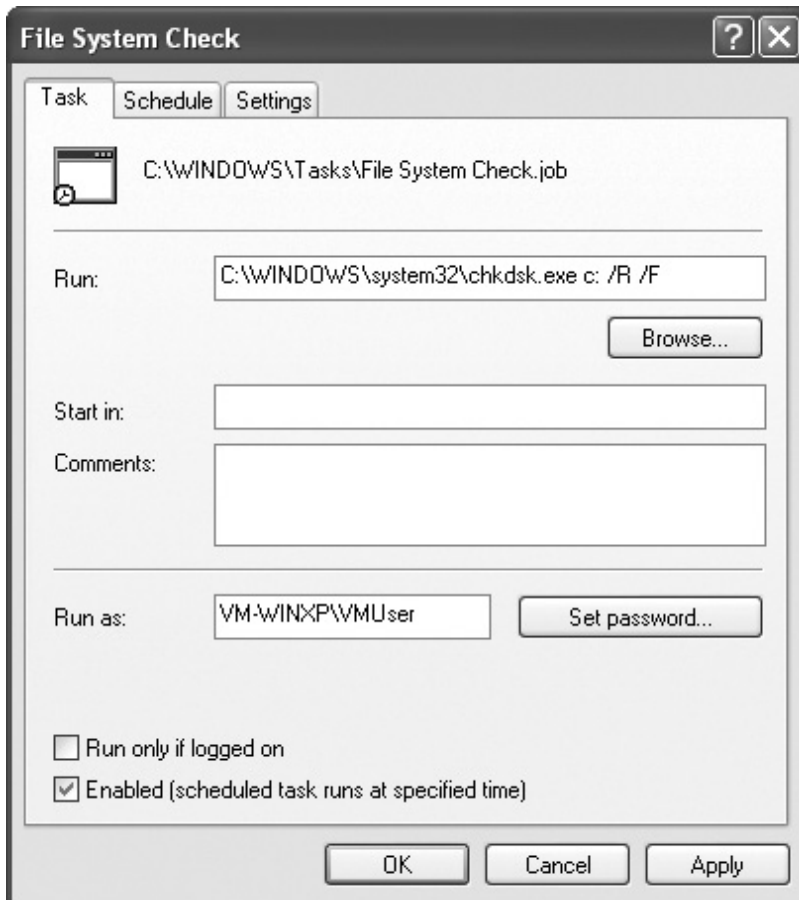 File System Check
Task Schedule Settings
C:\WINDOWS\Tasks\File System Check.job
Run: C:\WINDOWS\system32\chkdsk.exe c: /R /F
Browse...
Start in:
Comments:
Run as: VM-WINXP\VMUser Set password...
Run only if logged on
Enabled (scheduled task runs at specified time)
OK Cancel Apply